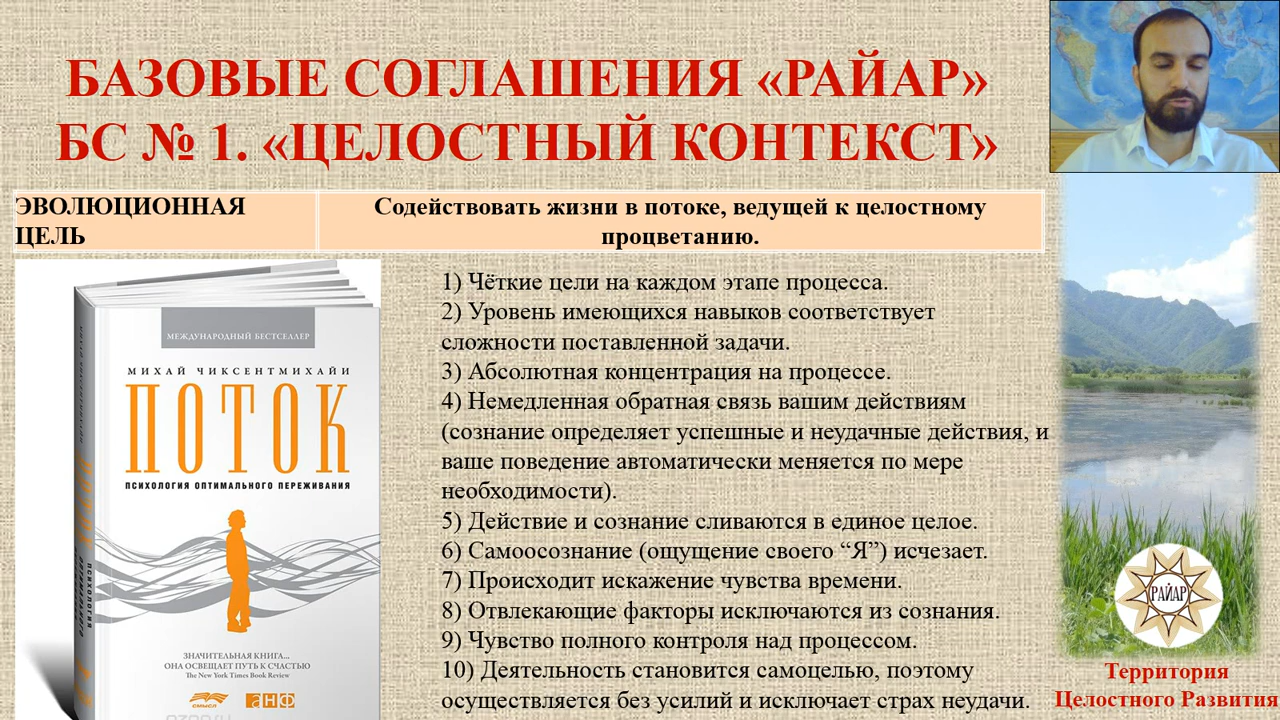 БАЗОВЫЕ СОГЛАШЕНИЯ «РАЙАР»
БС № 1. «ЦЕЛОСТНЫЙ КОНТЕКСТ»
ЭВОЛЮЦИОННАЯ
ЦЕЛЬ
Содействовать жизни в потоке, ведущей к целостному
процветанию.
МЕЖДУНАРОДНЫЙ БЕСТСЕЛЛЕР
МИХАЙ ЧИКСЕНТМИХАЙИ
ПОТОК
ПСИХОЛОГИЯ ОПТИМАЛЬНОГО ПЕРЕЖИВАНИЯ
ЗНАЧИТЕЛЬНАЯ КНИГА...
ОНА ОСВЕЩАЕТ ПУТЬ К СЧАСТЬЮ
The New York Times Book Review
СМЫСЛ
АНФ
1) Чёткие цели на каждом этапе процесса.
2) Уровень имеющихся навыков соответствует
сложности поставленной задачи.
3) Абсолютная концентрация на процессе.
4) Немедленная обратная связь вашим действиям
(сознание определяет успешные и неудачные действия, и
ваше поведение автоматически меняется по мере
необходимости).
5) Действие и сознание сливаются в единое целое.
6) Самоосознание (ощущение своего “Я”) исчезает.
7) Происходит искажение чувства времени.
8) Отвлекающие факторы исключаются из сознания.
9) Чувство полного контроля над процессом.
10) Деятельность становится самоцелью, поэтому
осуществляется без усилий и исключает страх неудачи.
РАЙАР
Территория
Целостного Развития